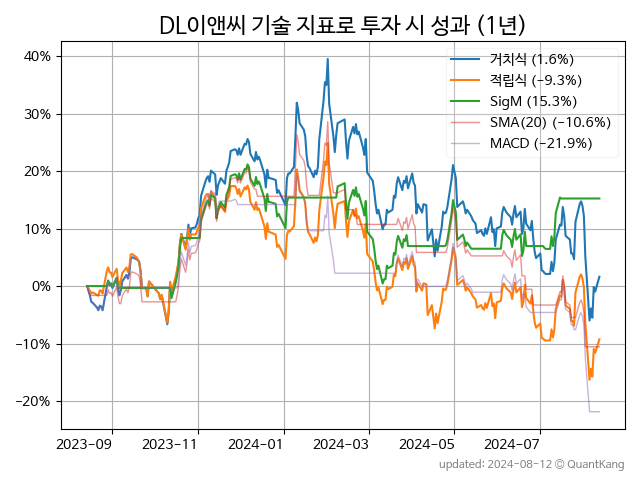 DL이앤씨 기술 지표로 투자 시 성과 (1년)
거치식 (1.6%)
적립식 (−9.3%)
SigM (15.3%)
SMA(20) (−10.6%)
MACD (−21.9%)
40%
30%
20%
10%
0%
−10%
−20%
2023-09 2023-11 2024-01 2024-03 2024-05 2024-07
updated: 2024-08-12 © QuantKang